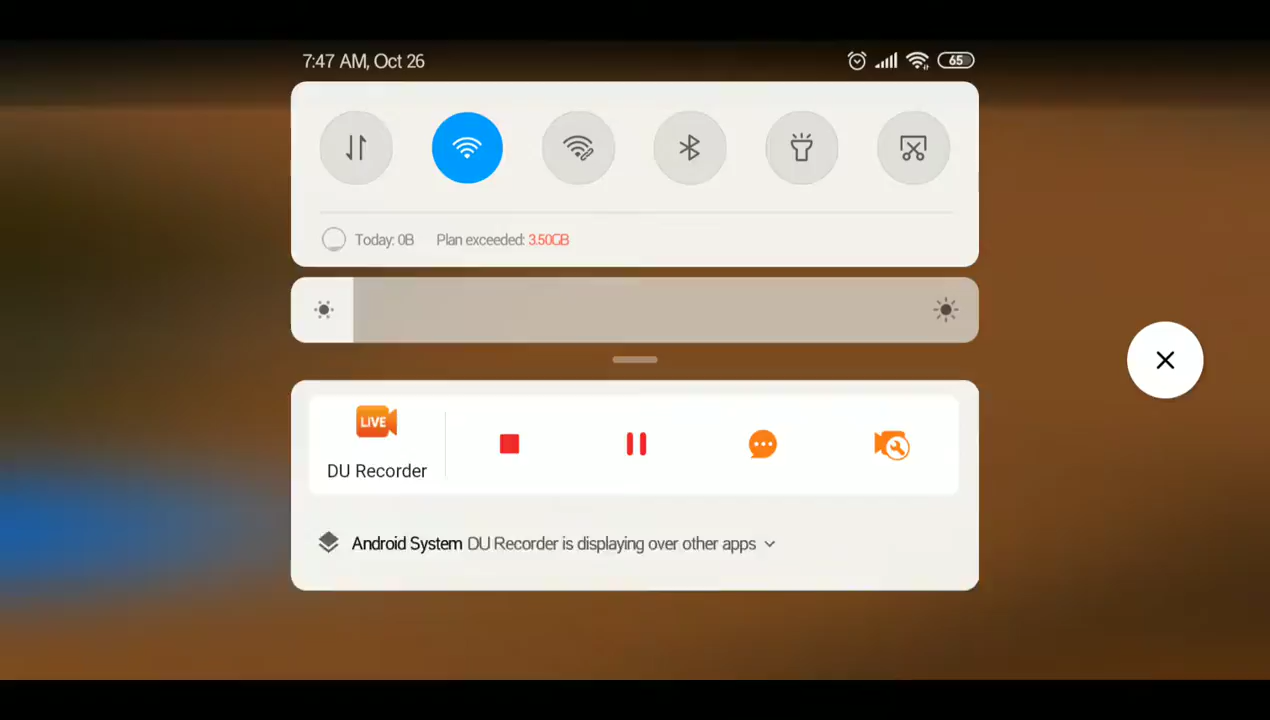 7:47 AM, Oct 26
65
Today: 0B Plan exceeded: 3.50GB
LIVE
DU Recorder
Android System DU Recorder is displaying over other apps